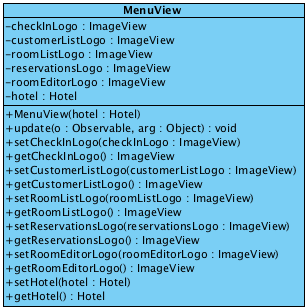 MenuView
-checkInLogo : ImageView
-customerListLogo : ImageView
-roomListLogo : ImageView
-reservationsLogo : ImageView
-roomEditorLogo : ImageView
-hotel : Hotel
+MenuView(hotel : Hotel)
+update(o : Observable, arg : Object) : void
+setCheckInLogo(checkInLogo : ImageView)
+getCheckInLogo() : ImageView
+setCustomerListLogo(customerListLogo : ImageView)
+getCustomerListLogo() : ImageView
+setRoomListLogo(roomListLogo : ImageView)
+getRoomListLogo() : ImageView
+setReservationsLogo(reservationsLogo : ImageView)
+getReservationsLogo() : ImageView
+setRoomEditorLogo(roomEditorLogo : ImageView)
+getRoomEditorLogo() : ImageView
+setHotel(hotel : Hotel)
+getHotel() : Hotel